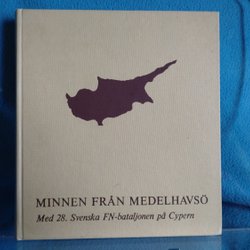 MINNEN FRÅN MEDELHAVSÖ
Med 28. Svenska FN-bataljonen på Cypern